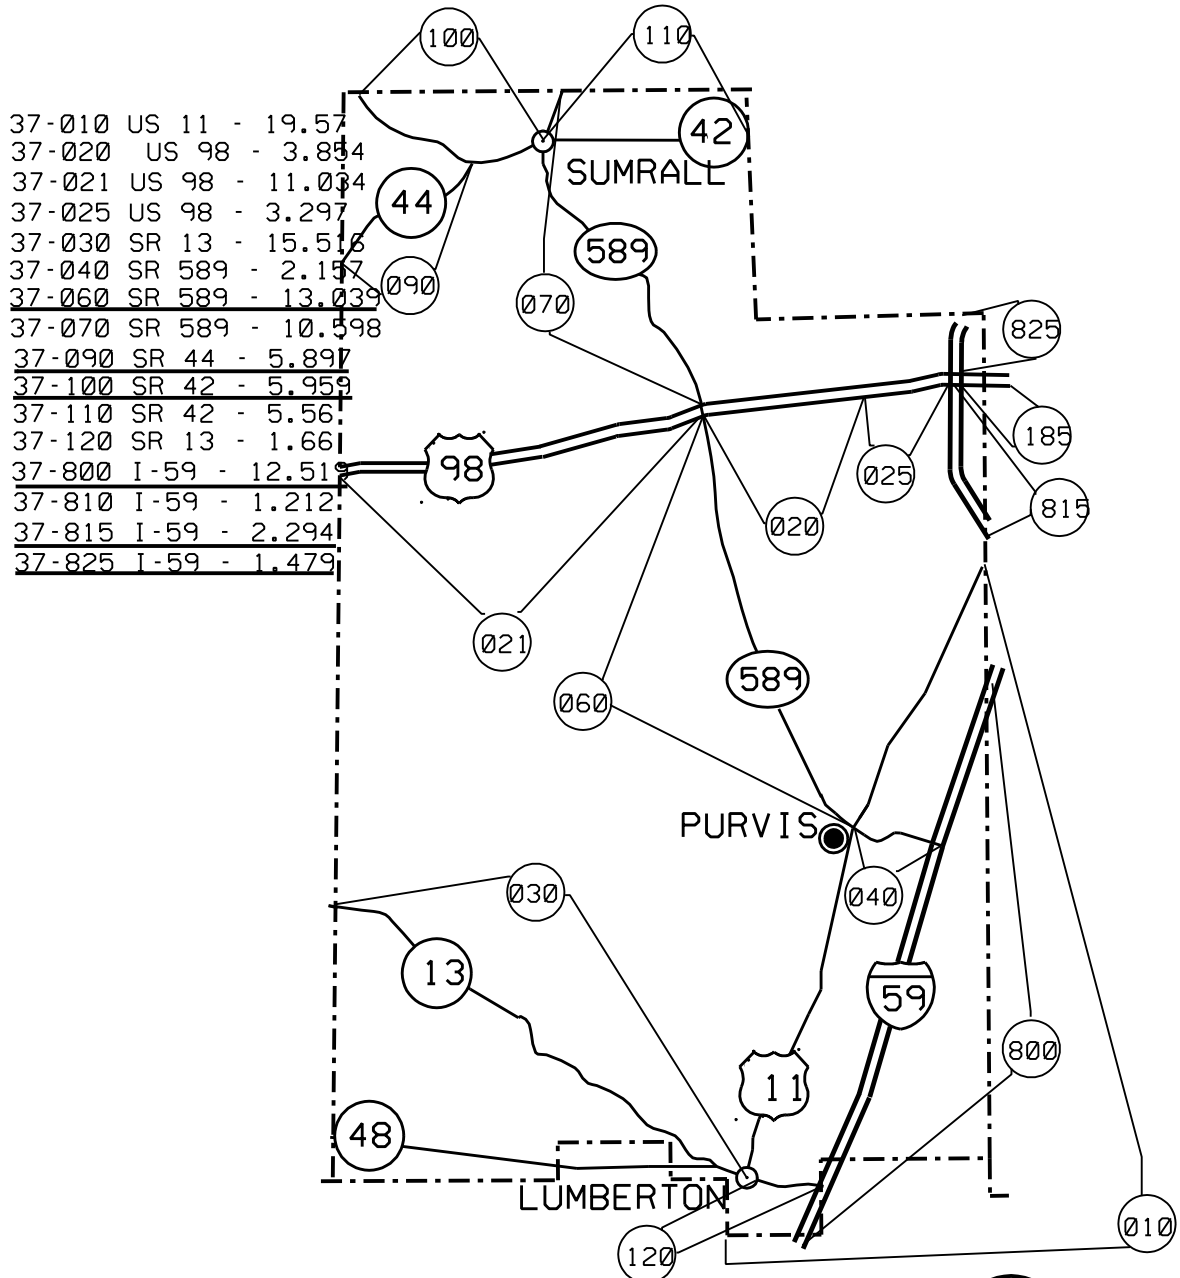 100
110
37-010 US 11 - 19.57
37-020 US 98 - 3.854
37-021 US 98 - 11.034
37-025 US 98 - 3.297
37-030 SR 13 - 15.516
37-040 SR 589 - 2.157
37-060 SR 589 - 13.039
37-070 SR 589 - 10.598
37-090 SR 44 - 5.897
37-100 SR 42 - 5.959
37-110 SR 42 - 5.56
37-120 SR 13 - 1.66
37-800 I-59 - 12.519
37-810 I-59 - 1.212
37-815 I-59 - 2.294
37-825 I-59 - 1.479
42
SUMRALL
44
589
090
070
825
185
98
025
815
020
021
589
060
PURVIS
030
040
13
59
800
11
48
LUMBERTON
010
120